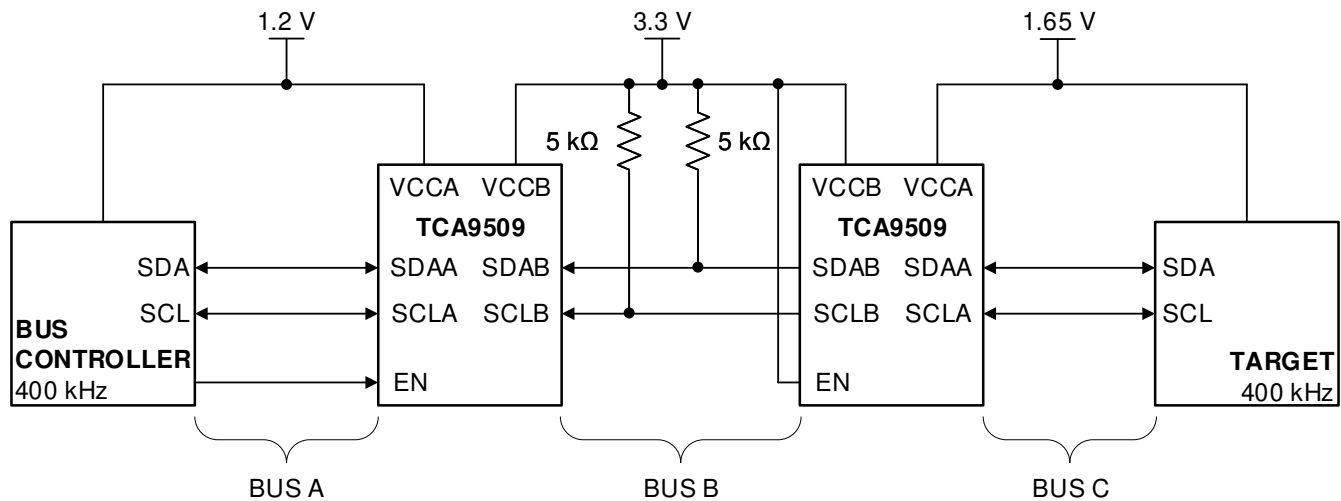 1.2 V
3.3 V
1.65 V
5 kΩ
5 kΩ
VCCA VCCB
TCA9509
SDAA SDAB
SCLA SCLB
EN
VCCB VCCA
TCA9509
SDAB SDAA
SCLB SCLA
EN
SDA
SCL
BUS
CONTROLLER
400 kHz
SDA
SCL
TARGET
400 kHz
BUS A
BUS B
BUS C